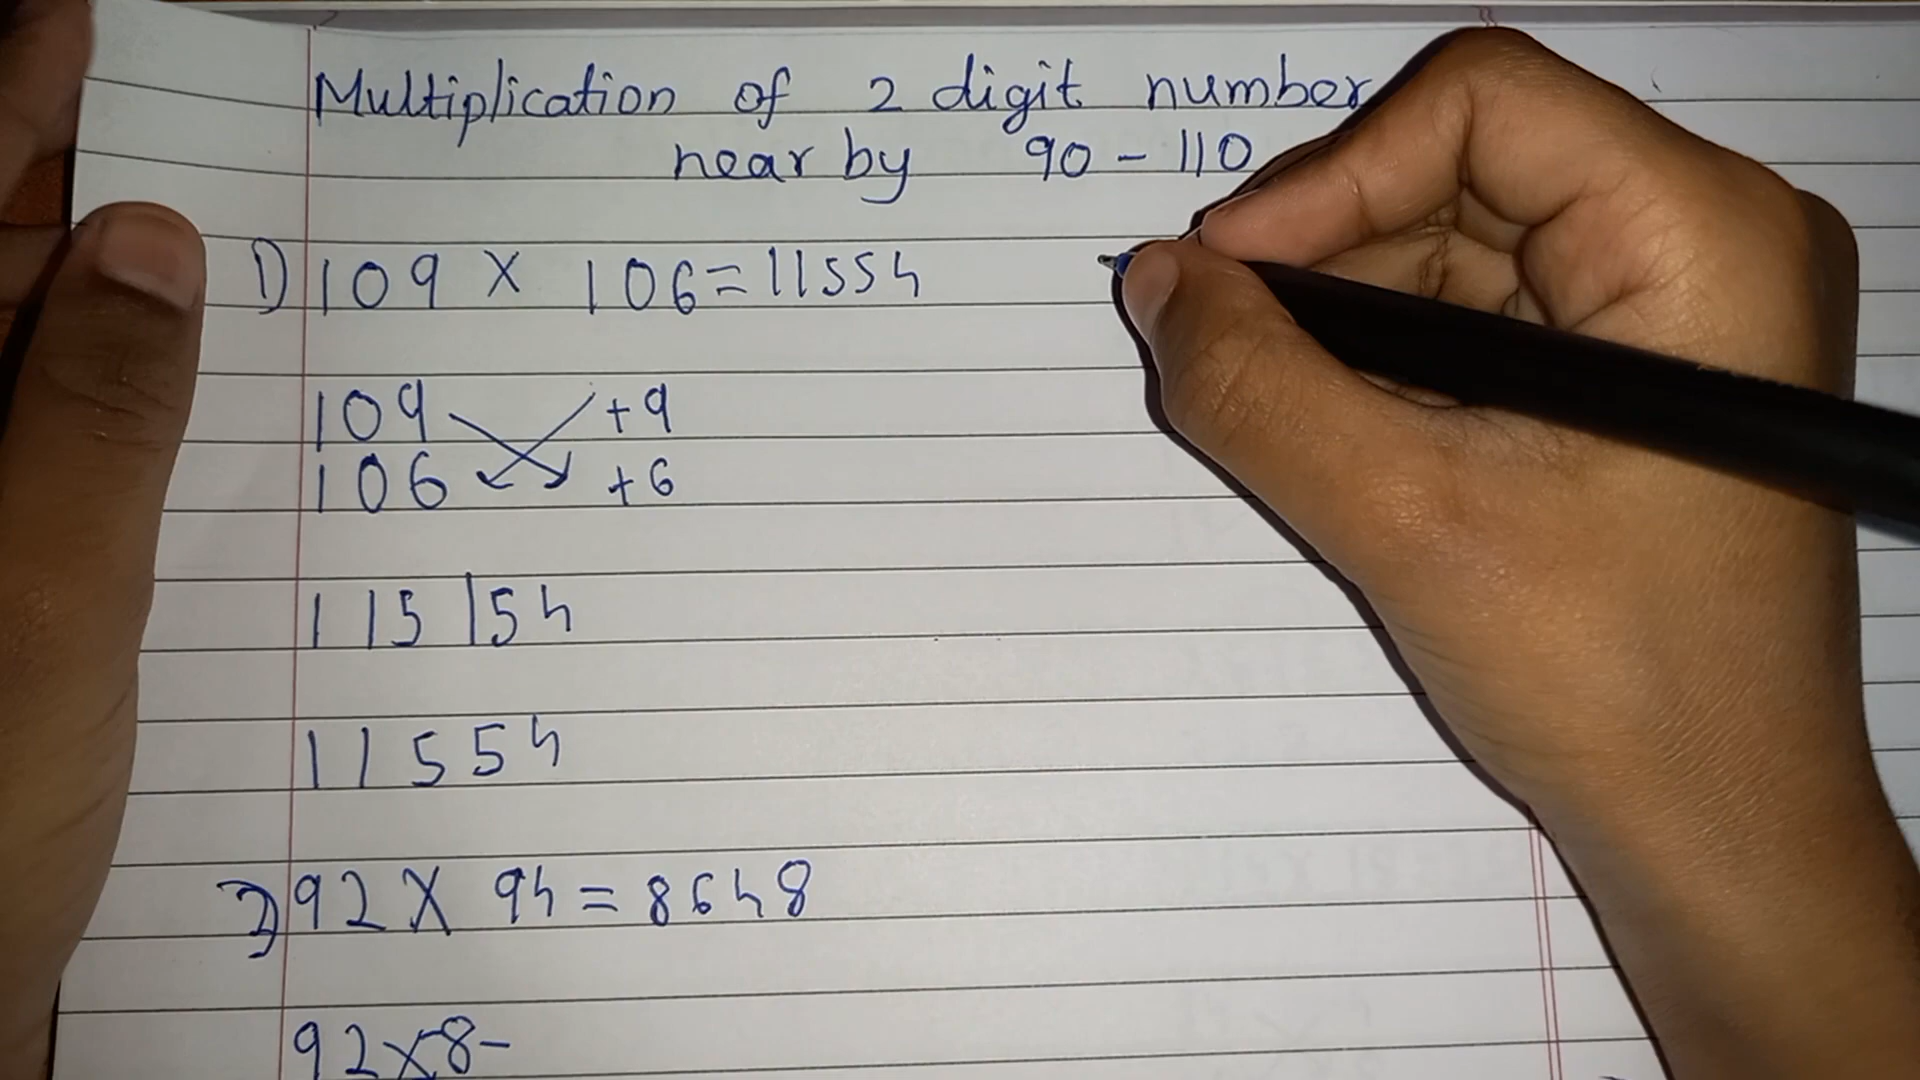 Multiplication of 2 digit number
near by 90 - 110
1) 109 X 106 = 11554
109 +9
106 +6
115 | 54
11554
2) 92 X 94 = 8648
92 x 8-